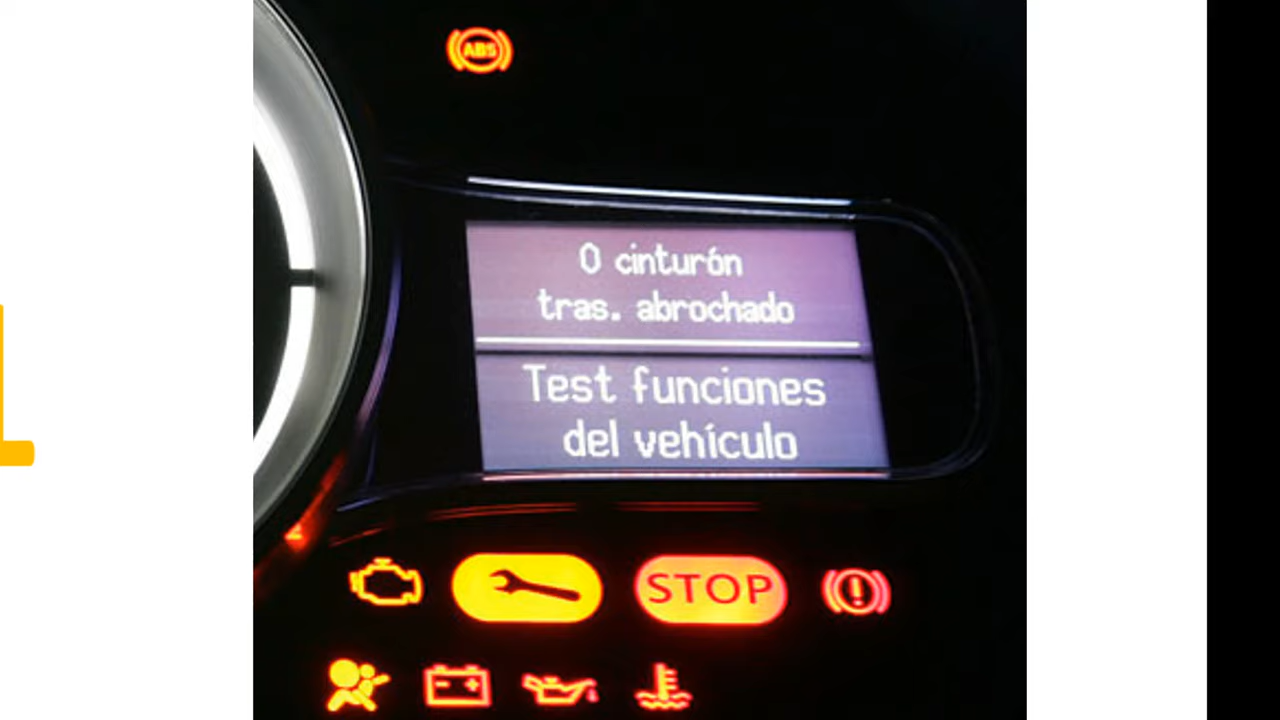 ABS
0 cinturón
tras. abrochado
Test funciones
del vehículo
STOP